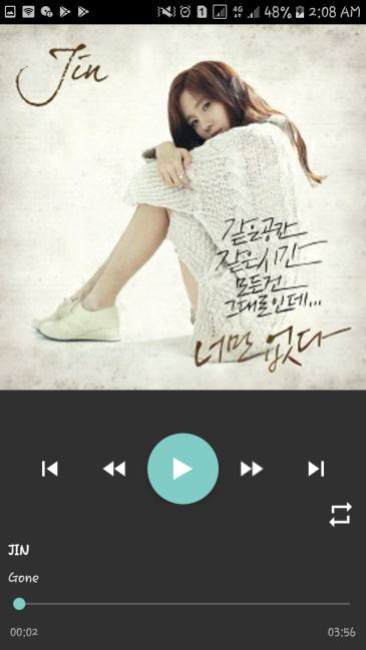 48% 2:08 AM
Jin
같은 공간
같은 시간
모든건
그대로인데...
너만 없다
JIN
Gone
00:02 03:56